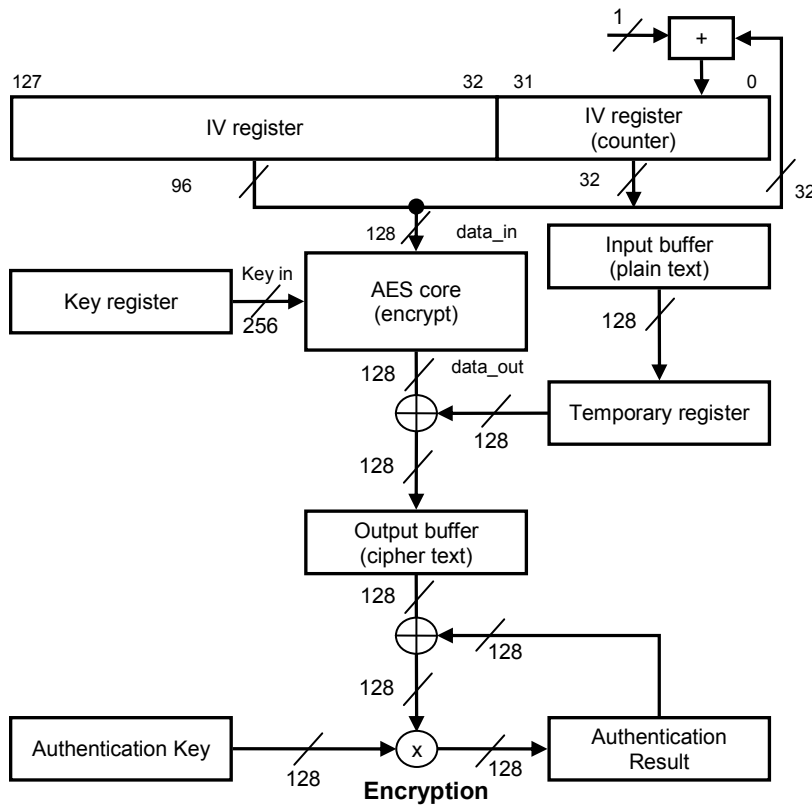 1
+
127
32
31
0
IV register
IV register
(counter)
96
32
32
128
data_in
Input buffer
(plain text)
Key register
Key in
256
AES core
(encrypt)
128
128
data_out
Temporary register
128
128
Output buffer
(cipher text)
128
128
128
Authentication Key
128
x
128
Authentication
Result
Encryption